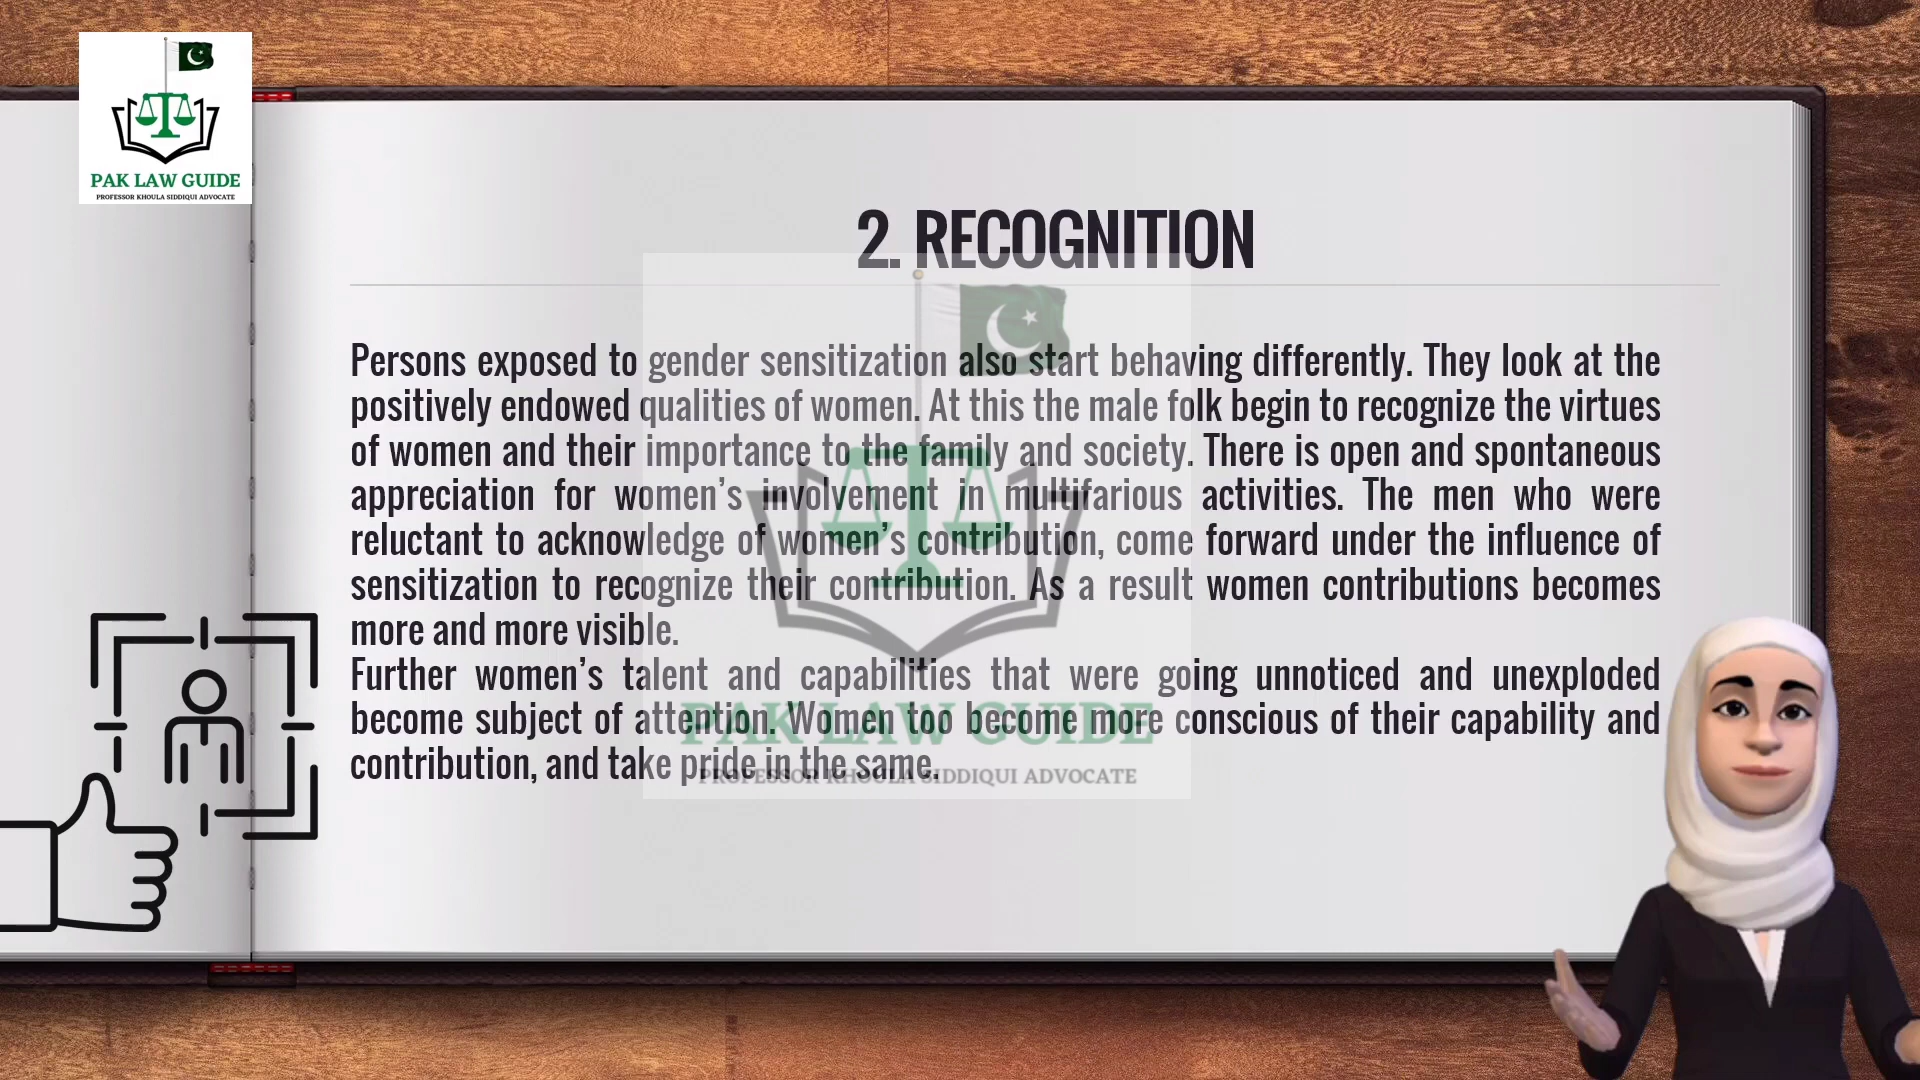 PAK LAW GUIDE
PROFESSOR KHOULA SIDDIQUI ADVOCATE
2. RECOGNITION
Persons exposed to gender sensitization also start behaving differently. They look at the
positively endowed qualities of women. At this the male folk begin to recognize the virtues
of women and their importance to the family and society. There is open and spontaneous
appreciation for women's involvement in multifarious activities. The men who were
reluctant to acknowledge of women's contribution, come forward under the influence of
sensitization to recognize their contribution. As a result women contributions becomes
more and more visible.
Further women's talent and capabilities that were going unnoticed and unexploded
become subject of attention. Women too become more conscious of their capability and
contribution, and take pride in the same.
PAK LAW GUIDE
PROFESSOR KHOULA SIDDIQUI ADVOCATE